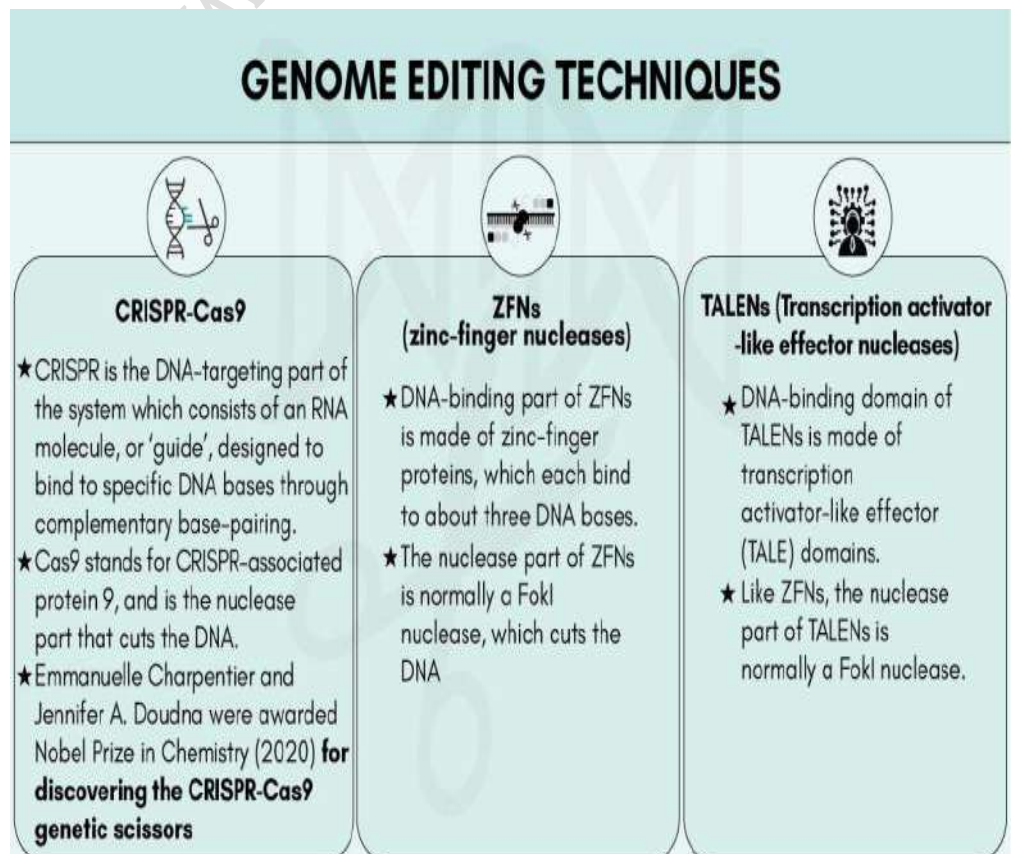 GENOME EDITING TECHNIQUES
CRISPR-Cas9
★CRISPR is the DNA-targeting part of
the system which consists of an RNA
molecule, or ‘guide’, designed to
bind to specific DNA bases through
complementary base-pairing.
★Cas9 stands for CRISPR-associated
protein 9, and is the nuclease
part that cuts the DNA.
★Emmanuelle Charpentier and
Jennifer A. Doudna were awarded
Nobel Prize in Chemistry (2020) for
discovering the CRISPR-Cas9
genetic scissors
ZFNs
(zinc-finger nucleases)
★DNA-binding part of ZFNs
is made of zinc-finger
proteins, which each bind
to about three DNA bases.
★The nuclease part of ZFNs
is normally a FokI
nuclease, which cuts the
DNA
TALENs (Transcription activator
-like effector nucleases)
★DNA-binding domain of
TALENs is made of
transcription
activator-like effector
(TALE) domains.
★Like ZFNs, the nuclease
part of TALENs is
normally a FokI nuclease.